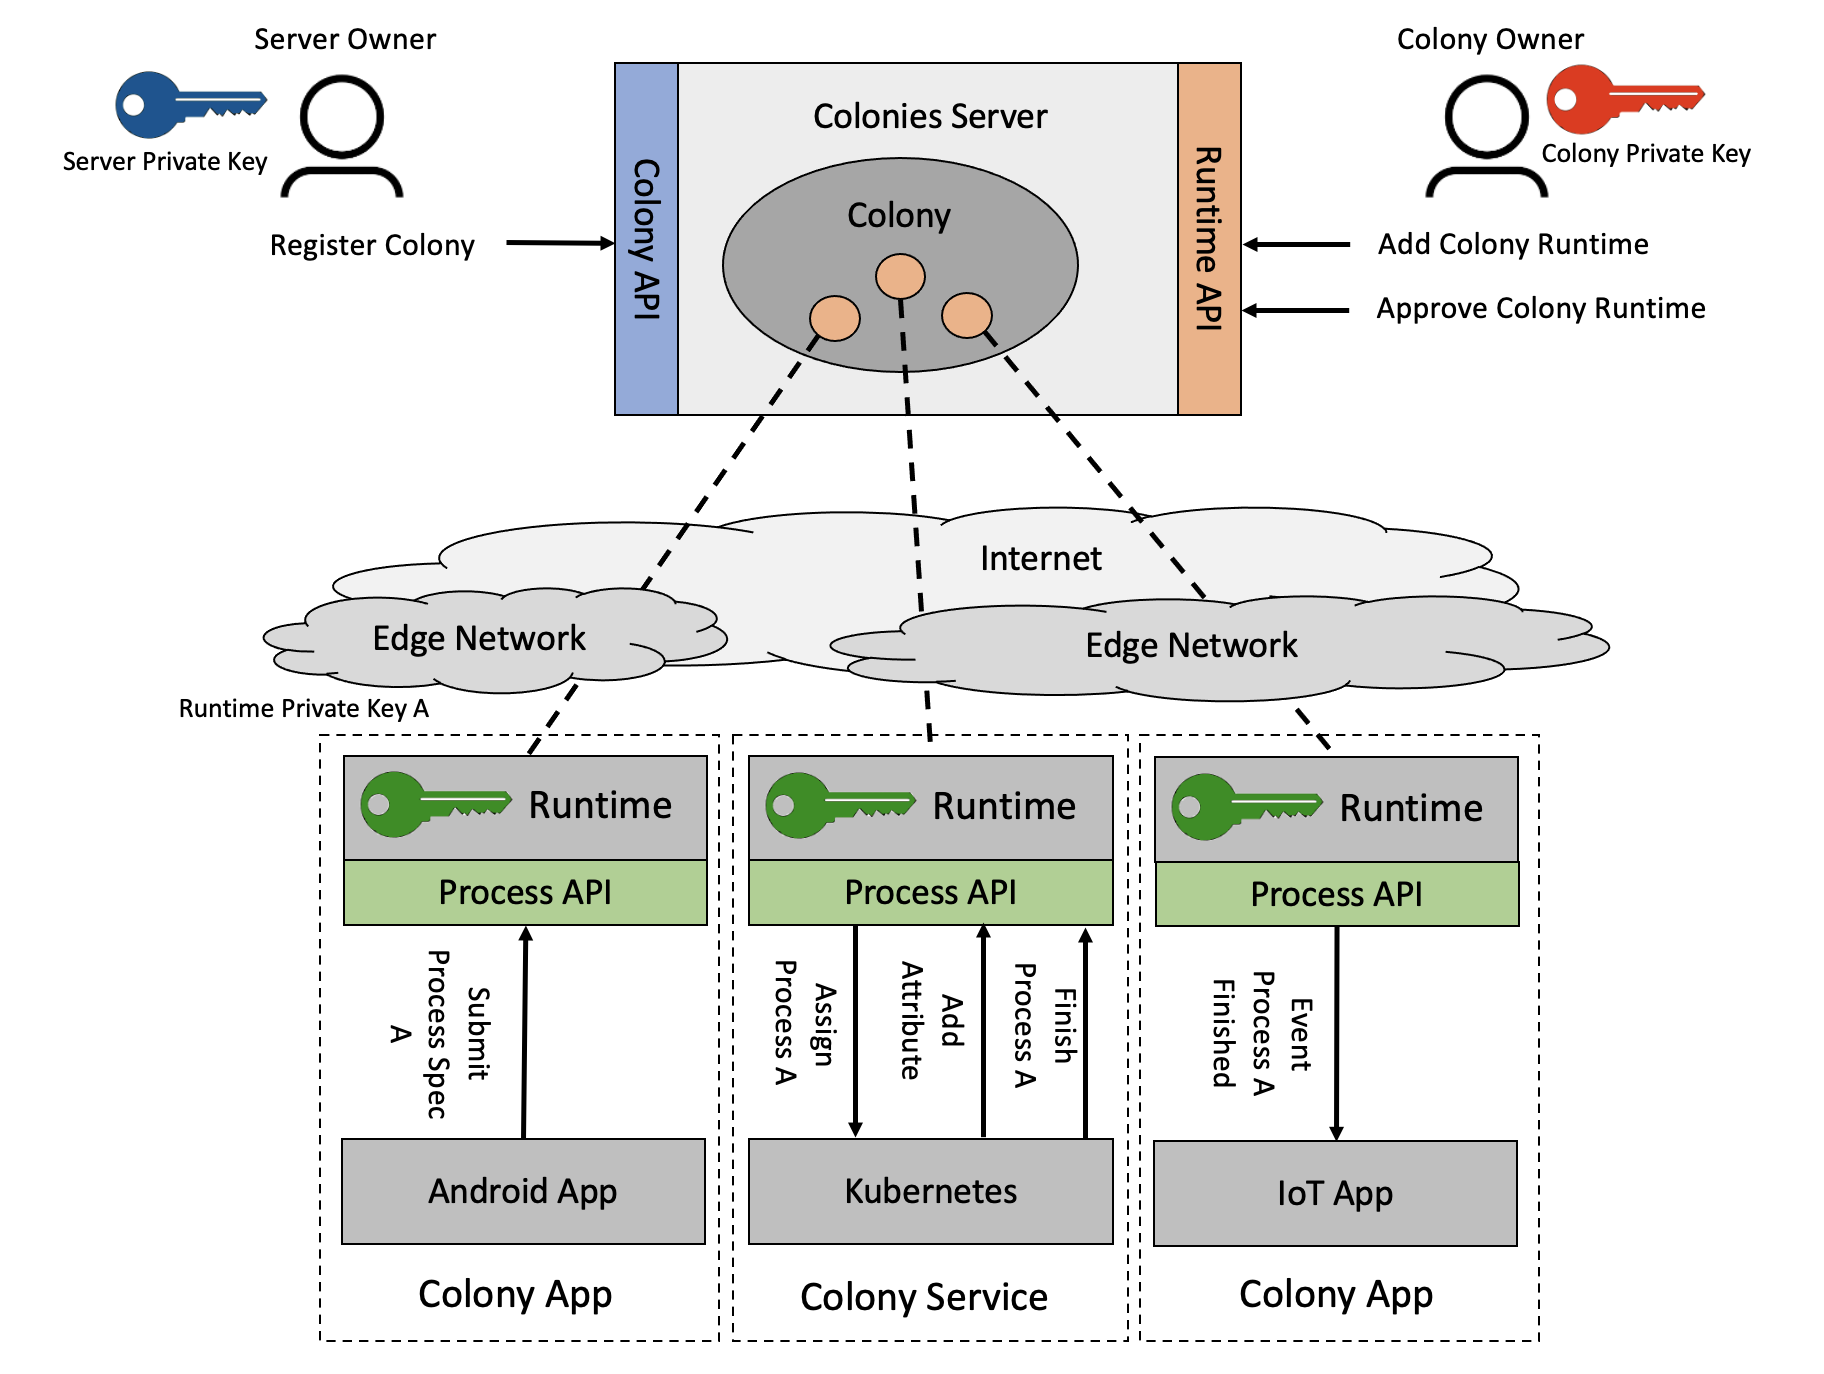 Server Owner
Colony Owner
Server Private Key
Colony Private Key
Colonies Server
Colony API
Colony
Runtime API
Register Colony
Add Colony Runtime
Approve Colony Runtime
Internet
Edge Network
Edge Network
Runtime Private Key A
Runtime
Runtime
Runtime
Process API
Process API
Process API
Submit
Process Spec
A
Assign
Process A
Add
Attribute
Finish
Process A
Event
Process A
Finished
Android App
Kubernetes
IoT App
Colony App
Colony Service
Colony App